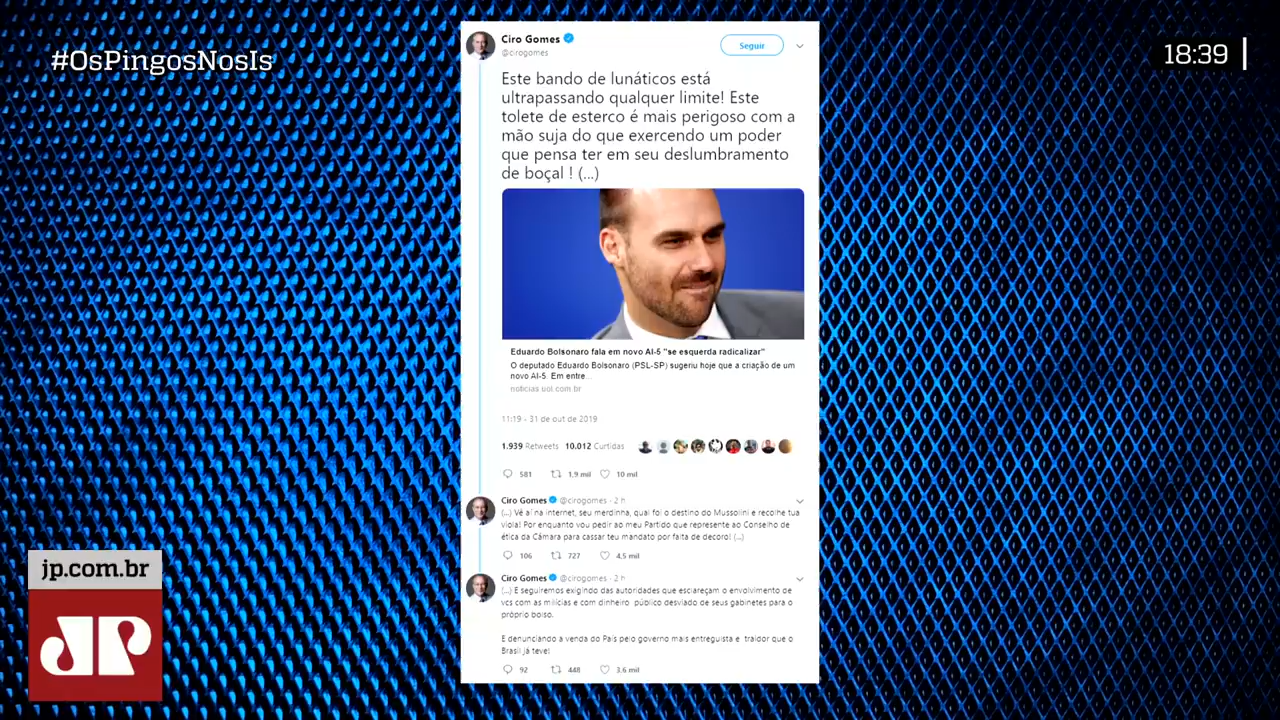 #OsPingosNosIs
18:39
Ciro Gomes
@cirogomes
Seguir
Este bando de lunáticos está
ultrapassando qualquer limite! Este
tolete de esterco é mais perigoso com a
mão suja do que exercendo um poder
que pensa ter em seu deslumbramento
de boçal ! (...)
Eduardo Bolsonaro fala em novo AI-5 "se esquerda radicalizar"
O deputado Eduardo Bolsonaro (PSL-SP) sugeriu hoje que a criação de um
novo AI-5. Em entre...
noticias.uol.com.br
11:19 - 31 de out de 2019
1.939 Retweets 10.012 Curtidas
581 1,9 mil 10 mil
Ciro Gomes @cirogomes · 2 h
(...) Vê aí na internet, seu merdinha, qual foi o destino do Mussolini e recolhe tua
viola! Por enquanto vou pedir ao meu Partido que represente ao Conselho de
ética da Câmara para cassar teu mandato por falta de decoro! (...)
106 727 4,5 mil
Ciro Gomes @cirogomes · 2 h
(...) E seguiremos exigindo das autoridades que esclareçam o envolvimento de
vcs com as milícias e com dinheiro público desviado de seus gabinetes para o
próprio bolso.
E denunciando a venda do País pelo governo mais entreguista e traidor que o
Brasil já teve!
92 448 3,6 mil
jp.com.br
JP